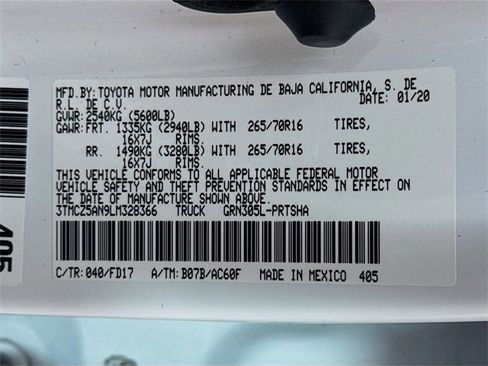 MFD.BY:TOYOTA MOTOR MANUFACTURING DE BAJA CALIFORNIA, S. DE
R.L. DE C.V. DATE: 01/20
GVWR:2540KG (5600LB)
GAWR:FRT. 1335KG (2940LB) WITH 265/70R16 TIRES,
16X7J RIMS.
RR. 1490KG (3280LB) WITH 265/70R16 TIRES,
16X7J RIMS.
THIS VEHICLE CONFORMS TO ALL APPLICABLE FEDERAL MOTOR
VEHICLE SAFETY AND THEFT PREVENTION STANDARDS IN EFFECT ON
THE DATE OF MANUFACTURE SHOWN ABOVE.
3TMCZ5AN9LM328366 TRUCK GRN305L-PRTSHA
C/TR:040/FD17 A/TM:B07B/AC60F MADE IN MEXICO 405
405